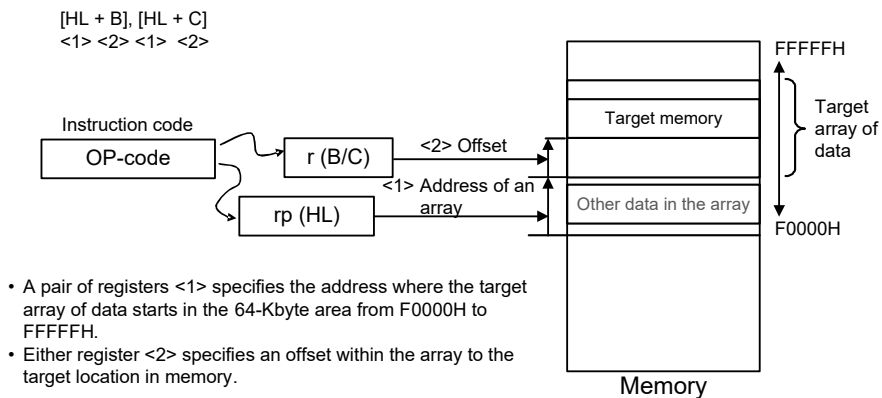 [HL + B], [HL + C]
<1> <2> <1> <2>
FFFFFH
Target memory
Target
array of
data
Instruction code
OP-code
r (B/C)
<2> Offset
<1> Address of an
array
rp (HL)
Other data in the array
F0000H
• A pair of registers <1> specifies the address where the target
array of data starts in the 64-Kbyte area from F0000H to
FFFFFH.
• Either register <2> specifies an offset within the array to the
target location in memory.
Memory